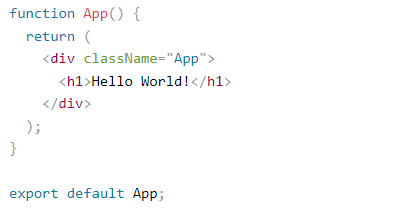 function App() {
  return (
    <div className="App">
      <h1>Hello World!</h1>
    </div>
  );
}

export default App;